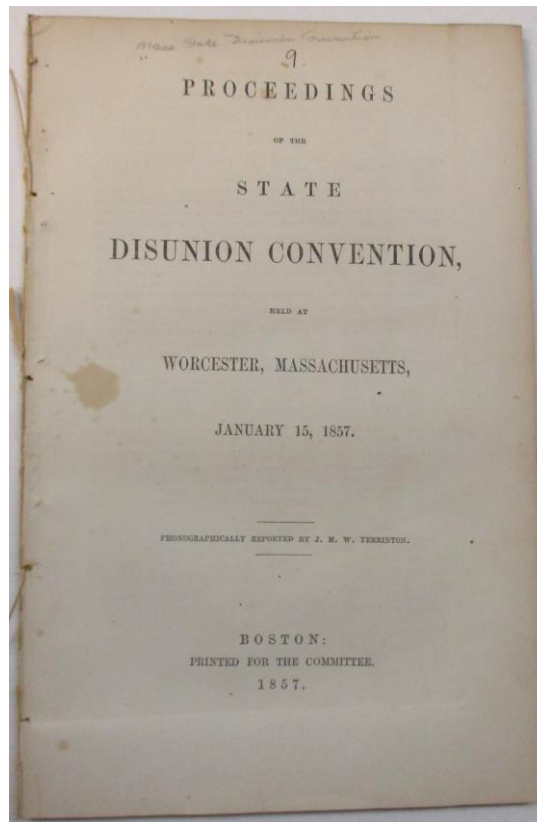 Mass State Disunion Convention
9
PROCEEDINGS
OF THE
STATE
DISUNION CONVENTION,
HELD AT
WORCESTER, MASSACHUSETTS,
JANUARY 15, 1857.
PHONOGRAPHICALLY REPORTED BY J. M. W. YERRINTON.
BOSTON:
PRINTED FOR THE COMMITTEE.
1857.